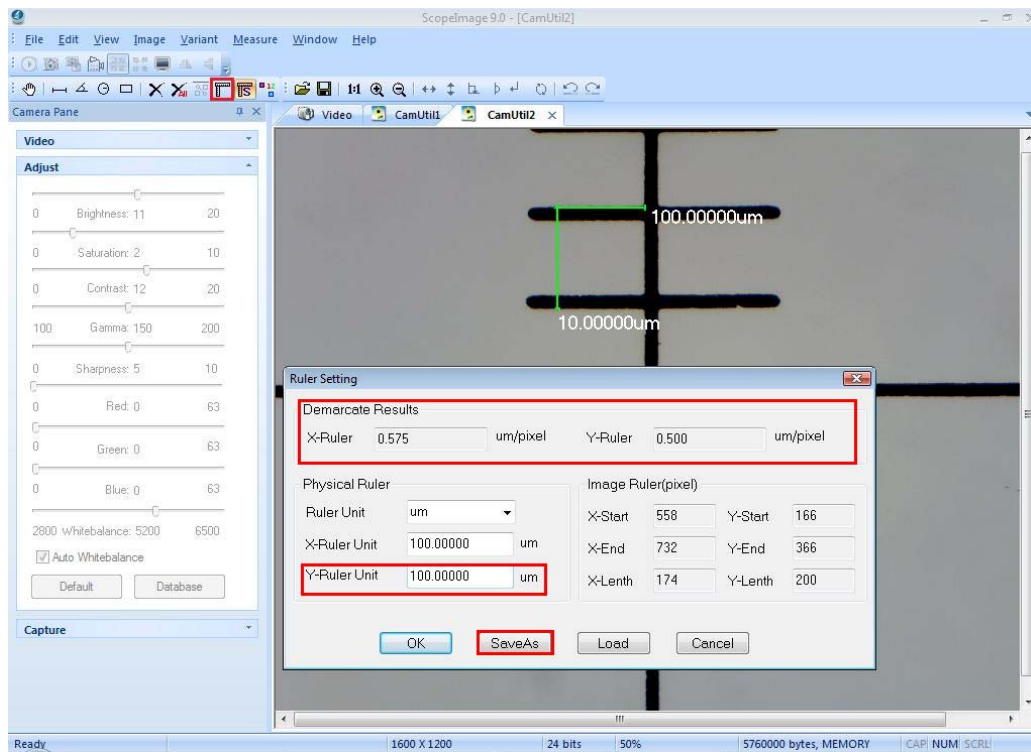 ScopeImage 9.0 - [CamUtil2]
File Edit View Image Variant Measure Window Help
1:1
Camera Pane
Video CamUtil1 CamUtil2
Video
Adjust
0 Brightness: 11 20
0 Saturation: 2 10
0 Contrast: 12 20
100 Gamma: 150 200
0 Sharpness: 5 10
0 Red: 0 63
0 Green: 0 63
0 Blue: 0 63
2800 Whitebalance: 5200 6500
Auto Whitebalance
Default Database
Capture
100.00000um
10.00000um
Ruler Setting
Demarcate Results
X-Ruler 0.575 um/pixel Y-Ruler 0.500 um/pixel
Physical Ruler
Ruler Unit um
X-Ruler Unit 100.00000 um
Y-Ruler Unit 100.00000 um
Image Ruler(pixel)
X-Start 558 Y-Start 166
X-End 732 Y-End 366
X-Lenth 174 Y-Lenth 200
OK SaveAs Load Cancel
Ready 1600 X 1200 24 bits 50% 5760000 bytes, MEMORY CAP NUM SCRL